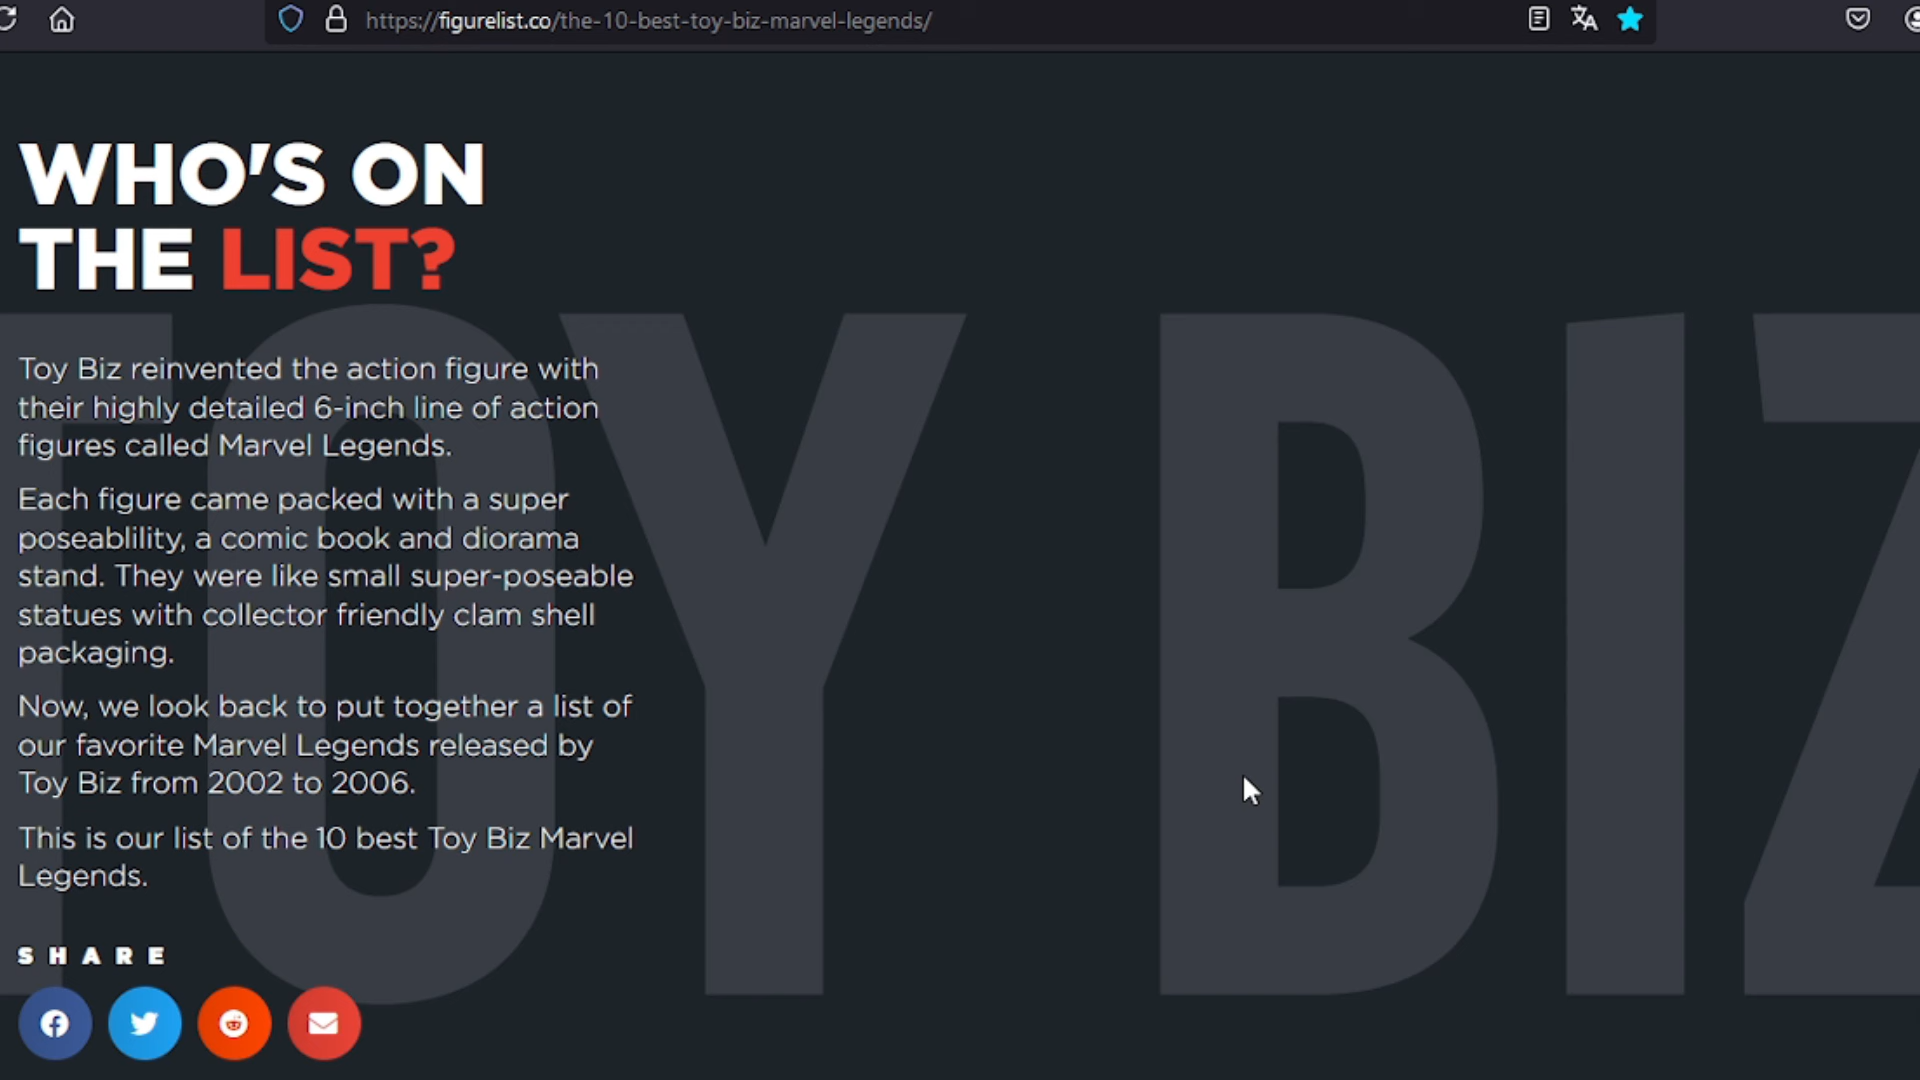 https://figurelist.co/the-10-best-toy-biz-marvel-legends/
WHO'S ON
THE LIST?
TOY BIZ
Toy Biz reinvented the action figure with
their highly detailed 6-inch line of action
figures called Marvel Legends.
Each figure came packed with a super
poseablility, a comic book and diorama
stand. They were like small super-poseable
statues with collector friendly clam shell
packaging.
Now, we look back to put together a list of
our favorite Marvel Legends released by
Toy Biz from 2002 to 2006.
This is our list of the 10 best Toy Biz Marvel
Legends.
SHARE